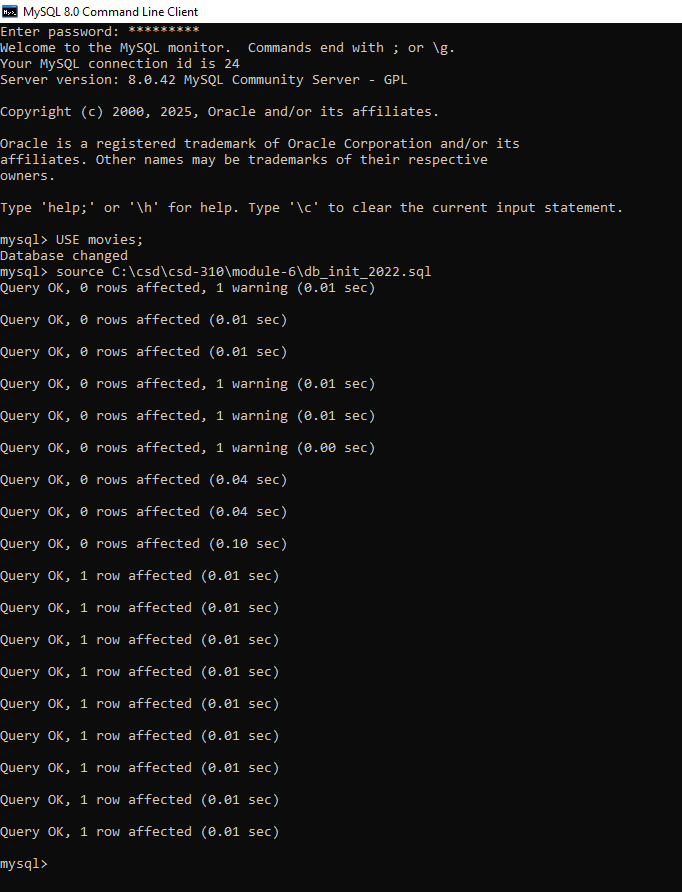 MySQL 8.0 Command Line Client
Enter password: *********
Welcome to the MySQL monitor.  Commands end with ; or \g.
Your MySQL connection id is 24
Server version: 8.0.42 MySQL Community Server - GPL
Copyright (c) 2000, 2025, Oracle and/or its affiliates.
Oracle is a registered trademark of Oracle Corporation and/or its
affiliates. Other names may be trademarks of their respective
owners.
Type 'help;' or '\h' for help. Type '\c' to clear the current input statement.
mysql> USE movies;
Database changed
mysql> source C:\csd\csd-310\module-6\db_init_2022.sql
Query OK, 0 rows affected, 1 warning (0.01 sec)
Query OK, 0 rows affected (0.01 sec)
Query OK, 0 rows affected (0.01 sec)
Query OK, 0 rows affected, 1 warning (0.01 sec)
Query OK, 0 rows affected, 1 warning (0.01 sec)
Query OK, 0 rows affected, 1 warning (0.00 sec)
Query OK, 0 rows affected (0.04 sec)
Query OK, 0 rows affected (0.04 sec)
Query OK, 0 rows affected (0.10 sec)
Query OK, 1 row affected (0.01 sec)
Query OK, 1 row affected (0.01 sec)
Query OK, 1 row affected (0.01 sec)
Query OK, 1 row affected (0.01 sec)
Query OK, 1 row affected (0.01 sec)
Query OK, 1 row affected (0.01 sec)
Query OK, 1 row affected (0.01 sec)
Query OK, 1 row affected (0.01 sec)
Query OK, 1 row affected (0.01 sec)
mysql>